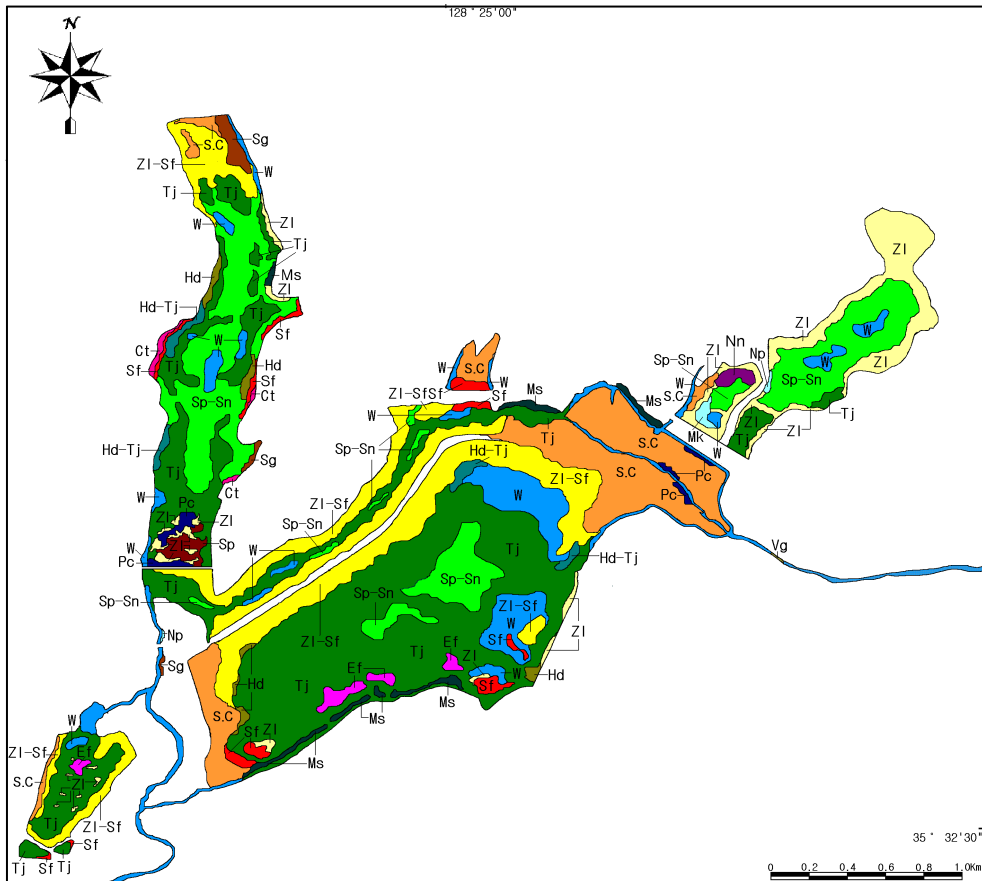 128° 25'00"
N
S.C
Sg
Zl-Sf
W
Tj
Tj
W
Zl
Tj
Hd
Ms
Zl
Hd-Tj
Tj
Sf
W
Ct
Tj
Hd
Sf
Sf
Ct
Sp-Sn
Hd-Tj
Sg
Tj
Ct
W
Pc
Zl
Zl
Zl
Sp
W
Pc
Tj
Sp-Sn
Np
Sg
W
S.C
W
Zl-SfSf
Sf
Ms
W
Tj
Sp-Sn
Hd-Tj
Zl-Sf
W
Zl-Sf
Sp-Sn
W
S.C
S.C
Ms
Pc
Pc
Vg
Hd-Tj
Tj
Sp-Sn
Sp-Sn
Zl-Sf
Zl-Sf
W
Sf
Zl
Tj
Ef
Zl
W
Sf
Hd
Ms
Ef
Tj
Ms
Hd
S.C
Sf
Zl
Ms
Zl
W
Zl
W
Sp-Sn
Zl
Nn
Np
Sp-Sn
Zl
W
S.C
Mk
W
Zl
Tj
Zl
Tj
W
Zl-Sf
Ef
S.C
Zl
Tj
Zl-Sf
Sf
Tj
Sf
Tj
35° 32'30"
0 0.2 0.4 0.6 0.8 1.0Km